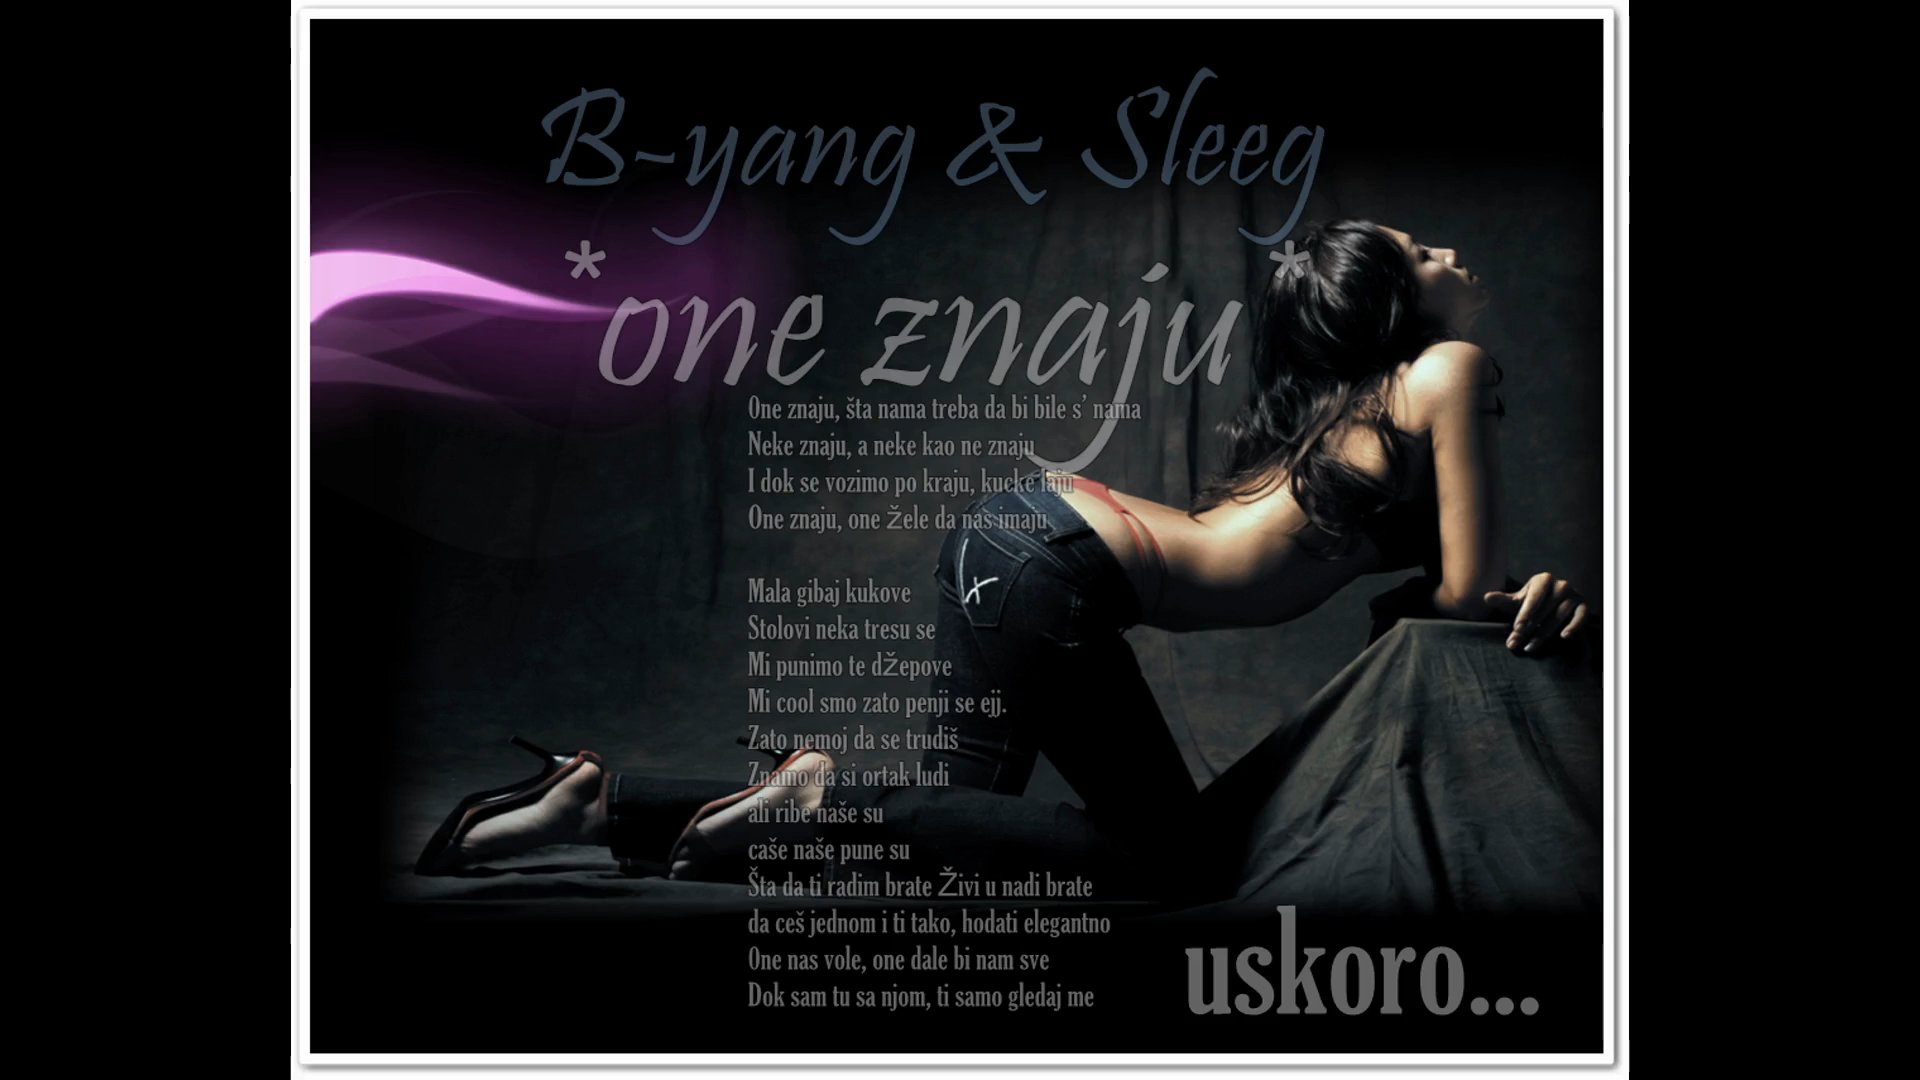 B-yang & Sleeg
*one znaju*
One znaju, šta nama treba da bi bile s’ nama
Neke znaju, a neke kao ne znaju
I dok se vozimo po kraju, kucke laju
One znaju, one žele da nas imaju
Mala gibaj kukove
Stolovi neka tresu se
Mi punimo te džepove
Mi cool smo zato penji se ejj.
Zato nemoj da se trudiš
Znamo da si ortak ludi
ali ribe naše su
caše naše pune su
Šta da ti radim brate Živi u nadi brate
da ceš jednom i ti tako, hodati elegantno
One nas vole, one dale bi nam sve
Dok sam tu sa njom, ti samo gledaj me
uskoro...